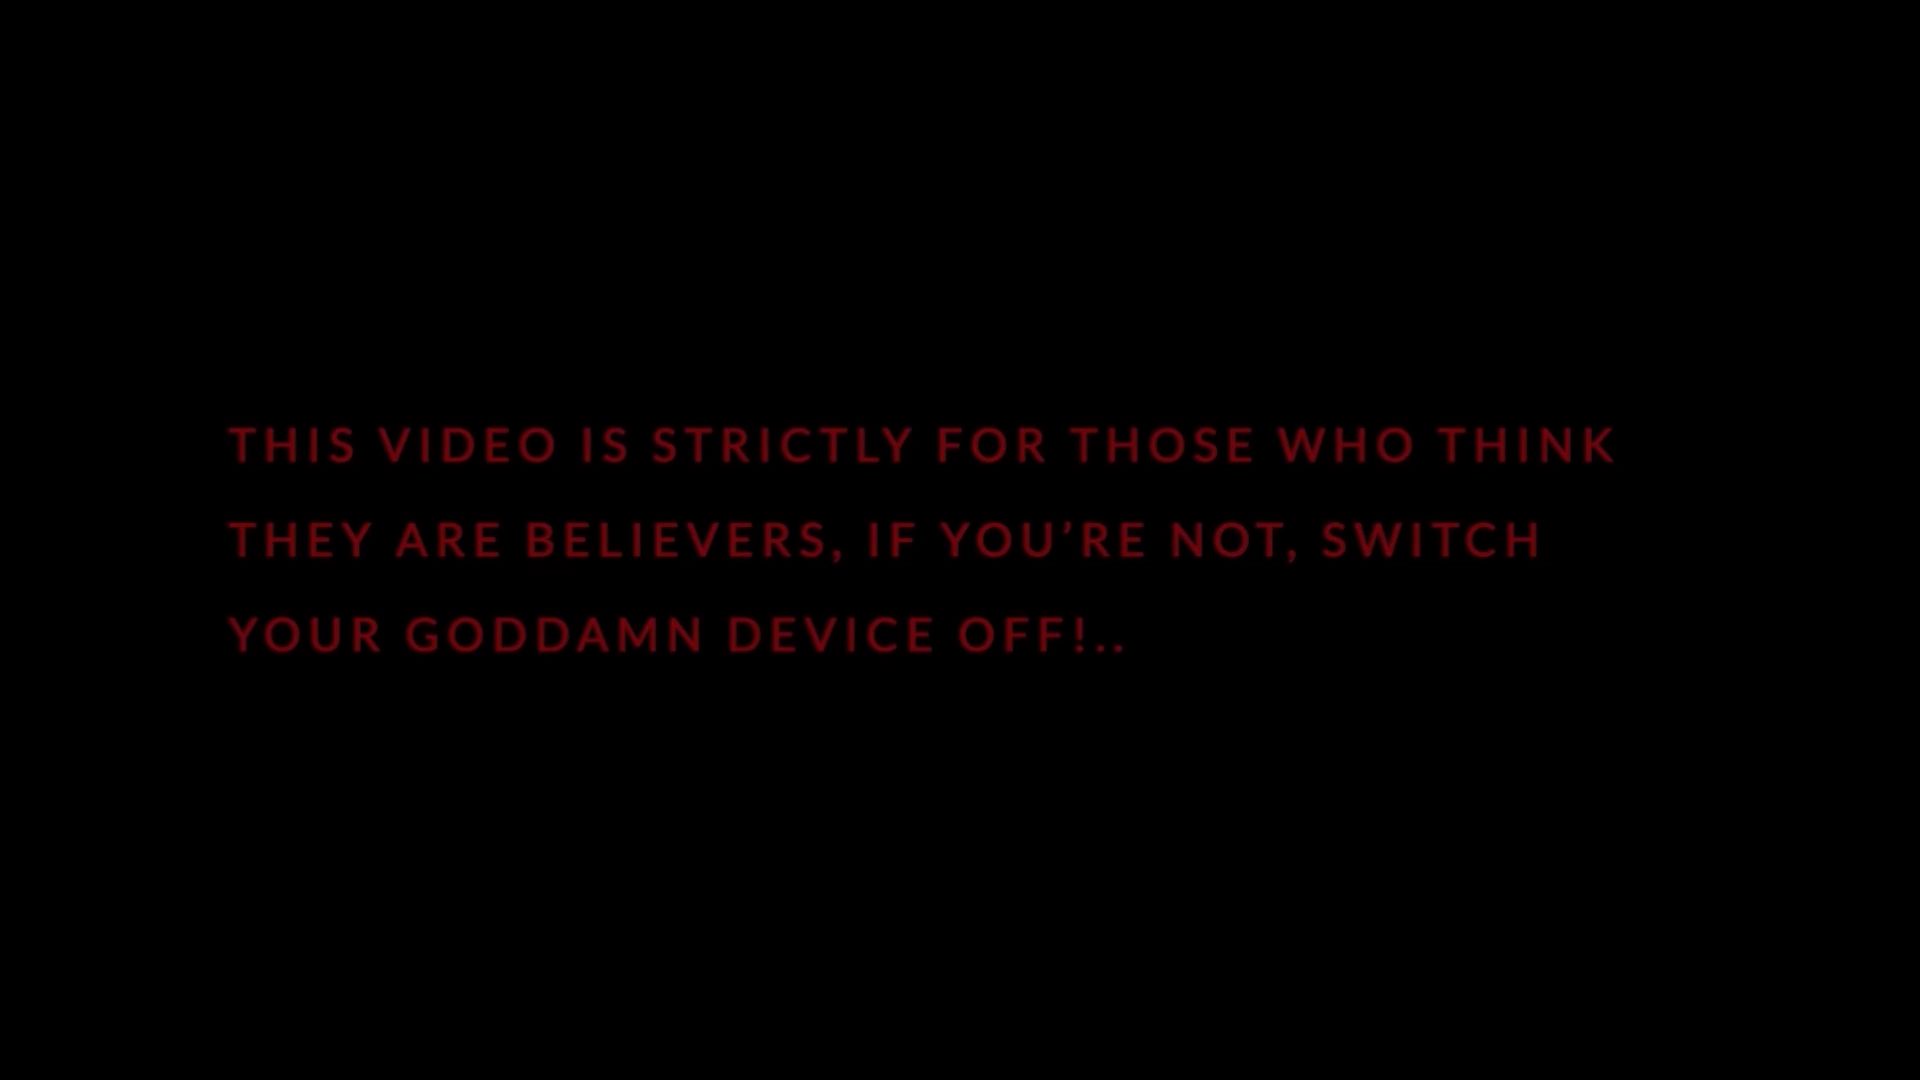 THIS VIDEO IS STRICTLY FOR THOSE WHO THINK
THEY ARE BELIEVERS, IF YOU’RE NOT, SWITCH
YOUR GODDAMN DEVICE OFF!..